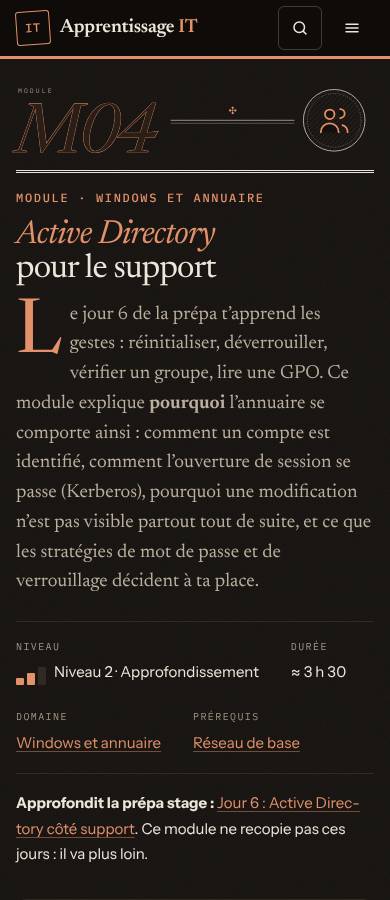 IT Apprentissage IT
MODULE
M04
MODULE · WINDOWS ET ANNUAIRE
Active Directory
pour le support
Le jour 6 de la prépa t’apprend les
gestes : réinitialiser, déverrouiller,
vérifier un groupe, lire une GPO. Ce
module explique pourquoi l’annuaire se
comporte ainsi : comment un compte est
identifié, comment l’ouverture de session se
passe (Kerberos), pourquoi une modification
n’est pas visible partout tout de suite, et ce que
les stratégies de mot de passe et de
verrouillage décident à ta place.
NIVEAU
Niveau 2 · Approfondissement
DURÉE
≈ 3 h 30
DOMAINE
Windows et annuaire
PRÉREQUIS
Réseau de base
Approfondit la prépa stage : Jour 6 : Active Direc-
tory côté support. Ce module ne recopie pas ces
jours : il va plus loin.